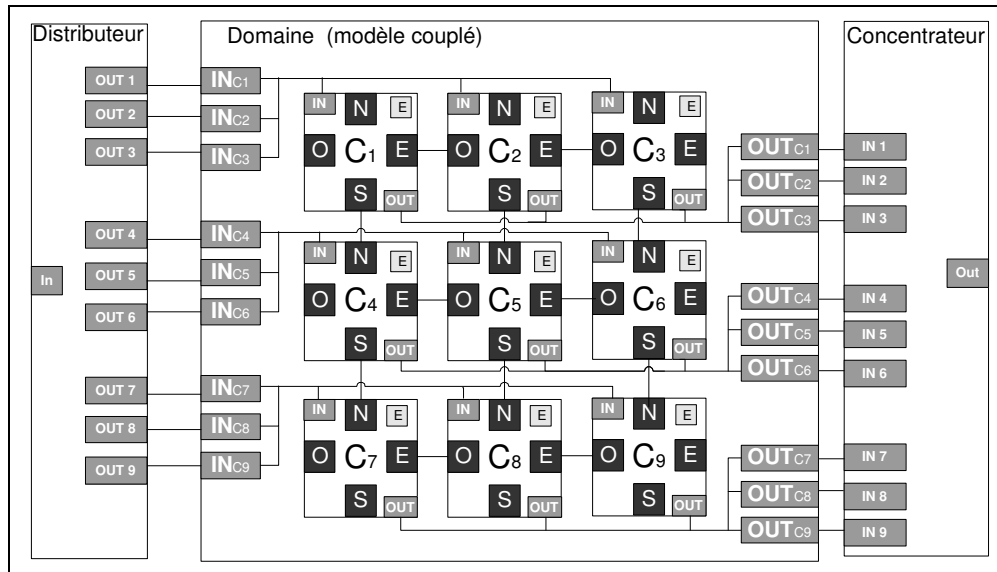 Distributeur
Domaine (modèle couplé)
Concentrateur
OUT 1 INC1
OUT 2 INC2
OUT 3 INC3
IN N E IN N E IN N E
O C1 E O C2 E O C3 E
S OUT S OUT S OUT
OUTC1 IN 1
OUTC2 IN 2
OUTC3 IN 3
OUT 4 INC4
OUT 5 INC5
OUT 6 INC6
In
IN N E IN N E IN N E
O C4 E O C5 E O C6 E
S OUT S OUT S OUT
Out
OUTC4 IN 4
OUTC5 IN 5
OUTC6 IN 6
OUT 7 INC7
OUT 8 INC8
OUT 9 INC9
IN N E IN N E IN N E
O C7 E O C8 E O C9 E
S OUT S OUT S OUT
OUTC7 IN 7
OUTC8 IN 8
OUTC9 IN 9